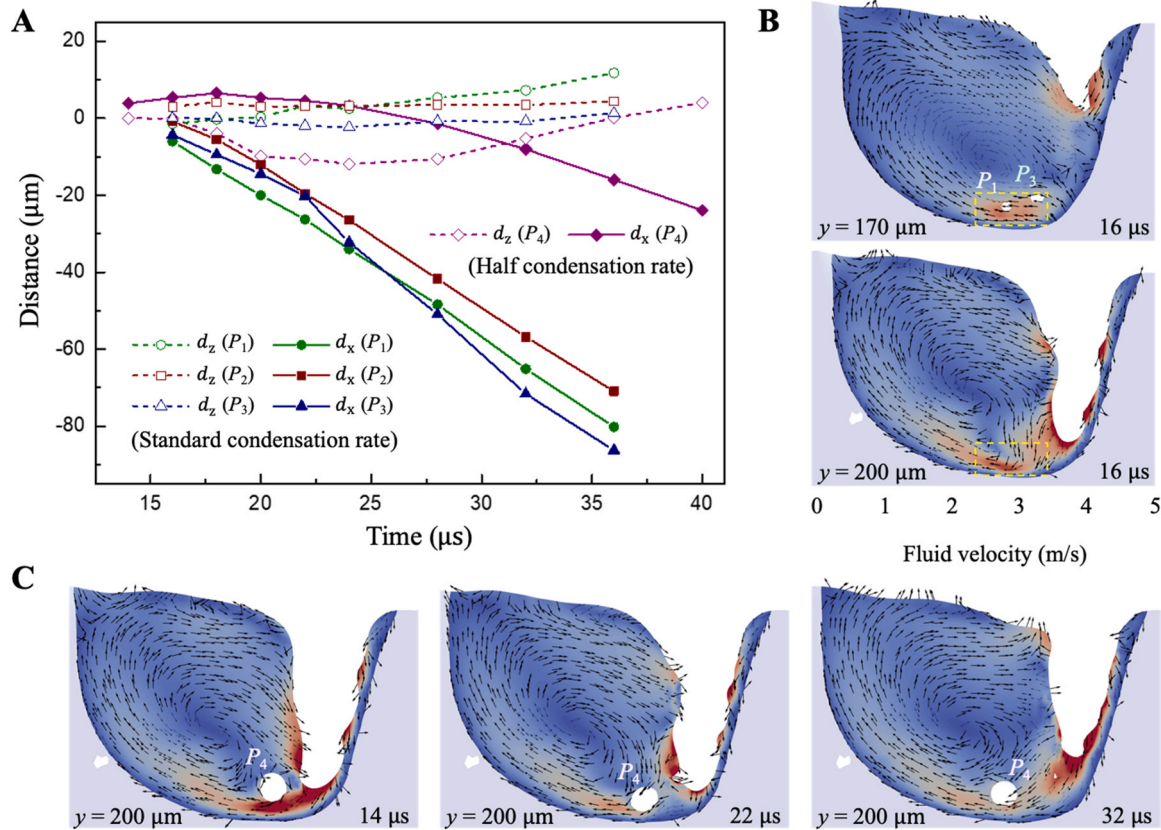 A
20
0
-20
-40
-60
-80
Distance (μm)
15 20 25 30 35 40
Time (μs)
dz (P4) dx (P4)
(Half condensation rate)
dz (P1) dx (P1)
dz (P2) dx (P2)
dz (P3) dx (P3)
(Standard condensation rate)
B
P1 P3
y = 170 μm 16 μs
y = 200 μm 16 μs
0 1 2 3 4 5
Fluid velocity (m/s)
C
P4
y = 200 μm 14 μs
P4
y = 200 μm 22 μs
P4
y = 200 μm 32 μs